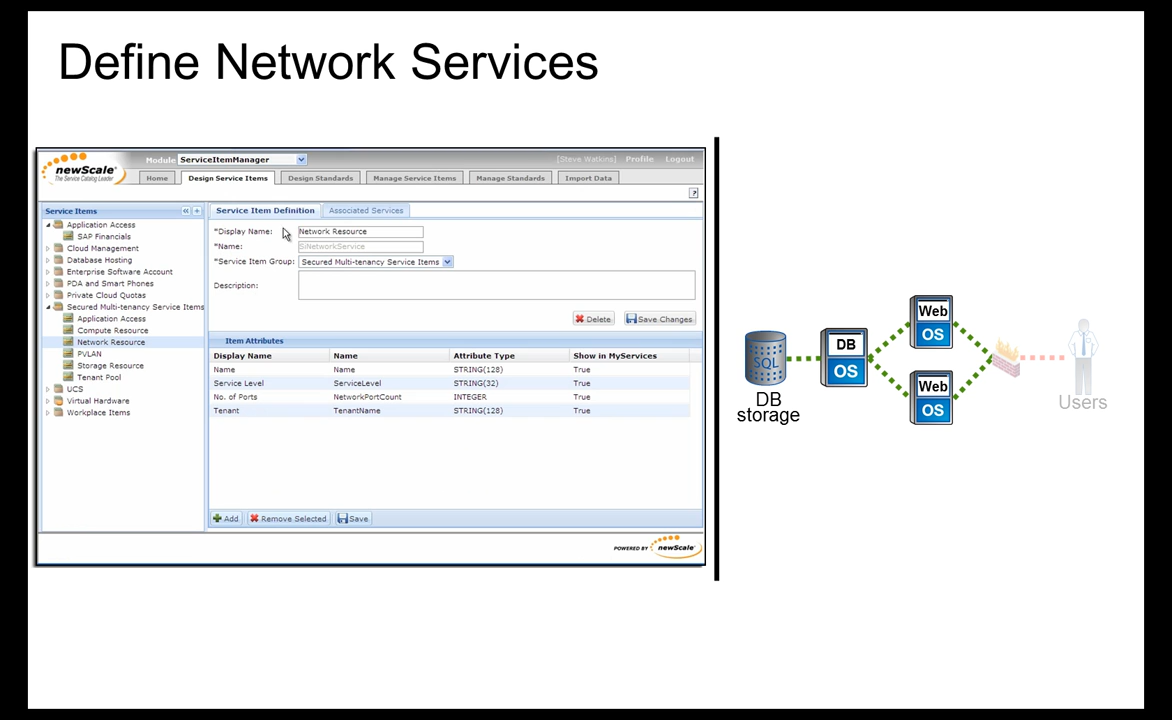 Define Network Services
newScale
The Service Catalog Leader
Module ServiceItemManager
[Steve Watkins] Profile Logout
Home Design Service Items Design Standards Manage Service Items Manage Standards Import Data
?
Service Items
Application Access
SAP Financials
Cloud Management
Database Hosting
Enterprise Software Account
PDA and Smart Phones
Private Cloud Quotas
Secured Multi-tenancy Service Items
Application Access
Compute Resource
Network Resource
PVLAN
Storage Resource
Tenant Pool
UCS
Virtual Hardware
Workplace Items
Service Item Definition Associated Services
*Display Name: Network Resource
*Name: SiNetworkService
*Service Item Group: Secured Multi-tenancy Service Items
Description:
Delete Save Changes
Item Attributes
Display Name Name Attribute Type Show in MyServices
Name Name STRING(128) True
Service Level ServiceLevel STRING(32) True
No. of Ports NetworkPortCount INTEGER True
Tenant TenantName STRING(128) True
Add Remove Selected Save
POWERED BY newScale
SQL
DB
storage
DB
OS
Web
OS
Web
OS
Users